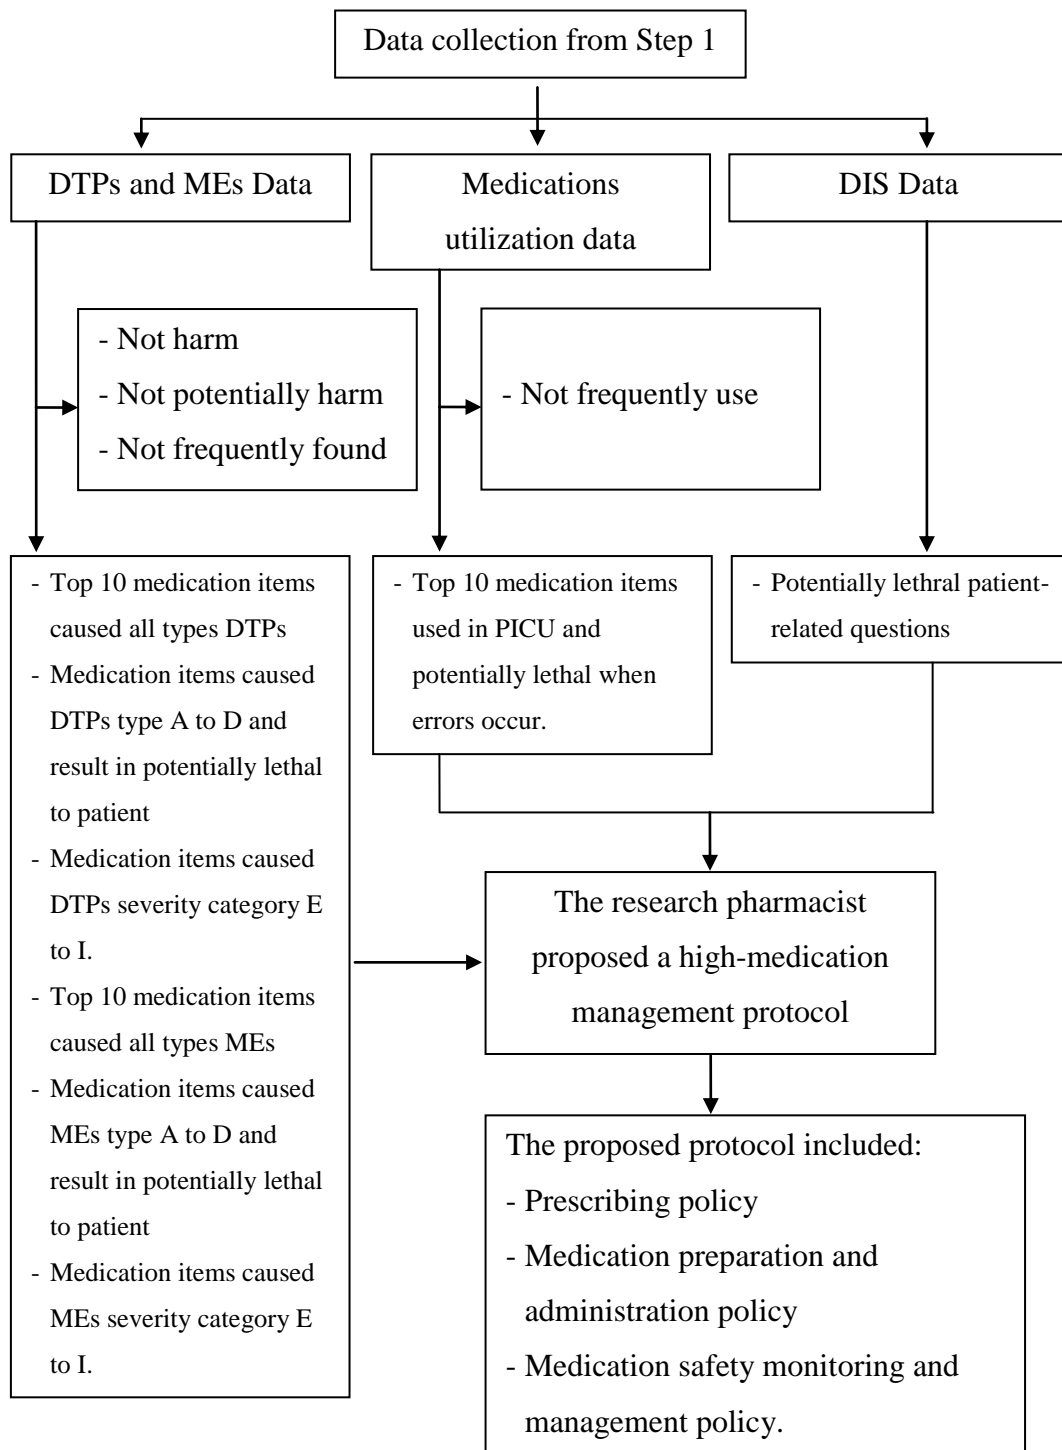 Data collection from Step 1
DTPs and MEs Data
Medications
utilization data
DIS Data
- Not harm
- Not potentially harm
- Not frequently found
- Not frequently use
- Top 10 medication items
caused all types DTPs
- Medication items caused
DTPs type A to D and
result in potentially lethal
to patient
- Medication items caused
DTPs severity category E
to I.
- Top 10 medication items
caused all types MEs
- Medication items caused
MEs type A to D and
result in potentially lethal
to patient
- Medication items caused
MEs severity category E
to I.
- Top 10 medication items
used in PICU and
potentially lethal when
errors occur.
- Potentially lethral patient-
related questions
The research pharmacist
proposed a high-medication
management protocol
The proposed protocol included:
- Prescribing policy
- Medication preparation and
administration policy
- Medication safety monitoring and
management policy.